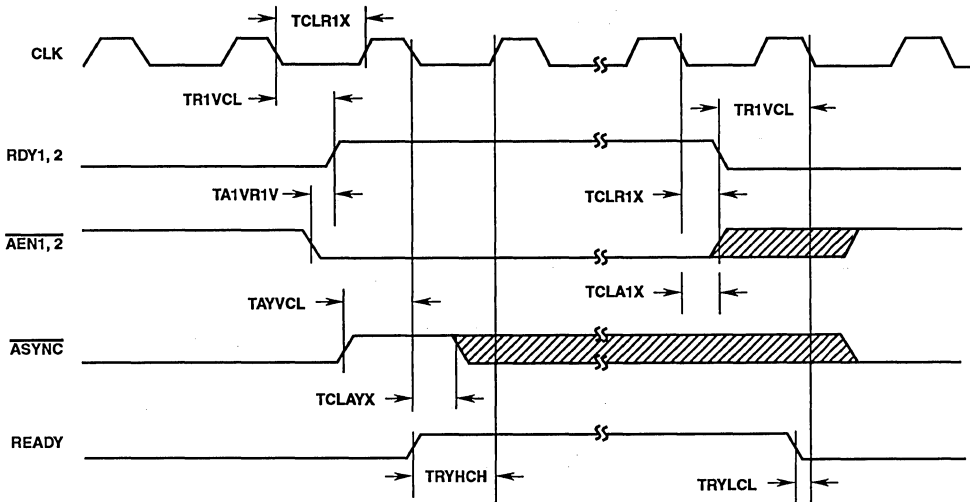 TCLR1X
CLK
TR1VCL
TR1VCL
RDY1, 2
TA1VR1V
TCLR1X
AEN1, 2
TAYVCL
TCLA1X
ASYNC
TCLAYX
READY
TRYHCH
TRYLCL